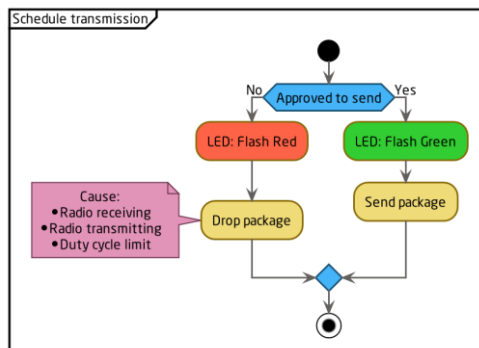 Schedule transmission
No
Yes
Approved to send
LED: Flash Red
LED: Flash Green
Cause:
•Radio receiving
•Radio transmitting
•Duty cycle limit
Drop package
Send package